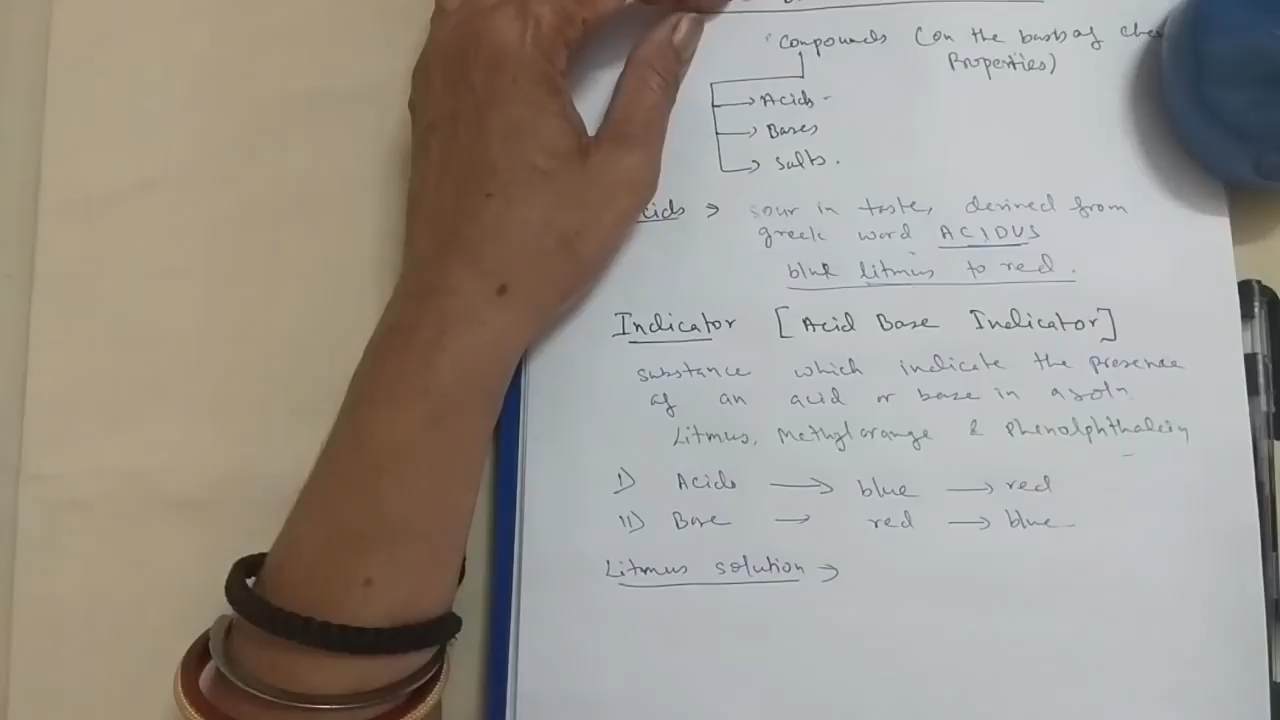 Compounds (on the basis of che
Properties)
→ Acids -
→ Bases
→ Salts.
cids → sour in taste, derived from
greek word ACIDUS
blue litmus to red.
Indicator [Acid Base Indicator]
substance which indicate the presence
of an acid or base in a soln.
Litmus, Methyl orange & Phenolphthalein
I) Acids → blue → red
II) Base → red → blue
Litmus solution →